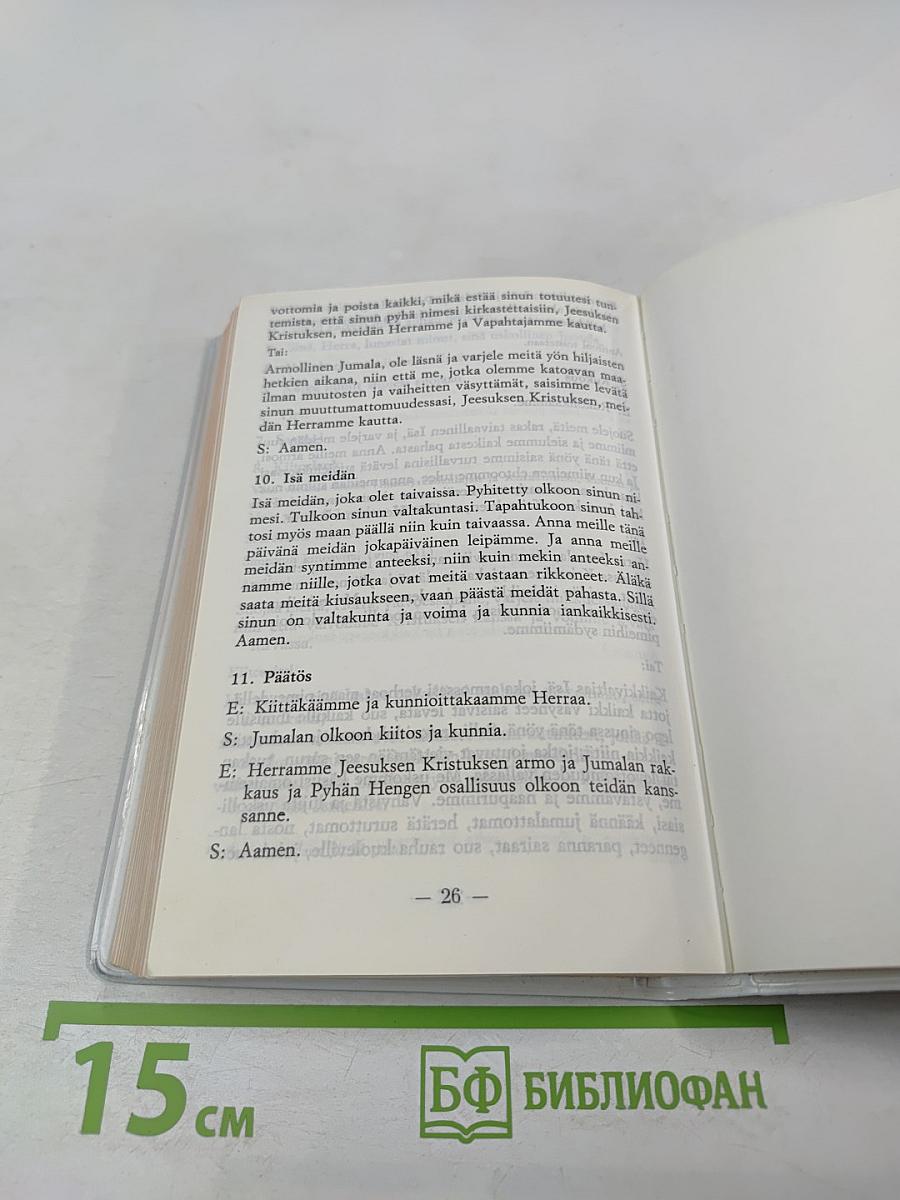 vottomia ja poista kaikki, mikä estää sinun totuutesi tun-
temista, että sinun pyhä nimesi kirkastettaisiin, Jeesuksen
Kristuksen, meidän Herramme ja Vapahtajamme kautta.
Tai:
Armollinen Jumala, ole läsnä ja varjele meitä yön hiljaisten
hetkien aikana, niin että me, jotka olemme katoavan maa-
ilman muutosten ja vaiheitten väsyttämät, saisimme levätä
sinun muuttumattomuudessasi, Jeesuksen Kristuksen, mei-
dän Herramme kautta.
S: Aamen.
10. Isä meidän
Isä meidän, joka olet taivaissa. Pyhitetty olkoon sinun ni-
mesi. Tulkoon sinun valtakuntasi. Tapahtukoon sinun tah-
tosi myös maan päällä niin kuin taivaassa. Anna meille tänä
päivänä meidän jokapäiväinen leipämme. Ja anna meille
meidän syntimme anteeksi, niin kuin mekin anteeksi an-
namme niille, jotka ovat meitä vastaan rikkoneet. Äläkä
saata meitä kiusaukseen, vaan päästä meidät pahasta. Sillä
sinun on valtakunta ja voima ja kunnia iankaikkisesti.
Aamen.
11. Päätös
E: Kiittäkäämme ja kunnioittakaamme Herraa.
S: Jumalan olkoon kiitos ja kunnia.
E: Herramme Jeesuksen Kristuksen armo ja Jumalan rak-
kaus ja Pyhän Hengen osallisuus olkoon teidän kans-
sanne.
S: Aamen.
— 26 —
15 см
БФ БИБЛИОФАН